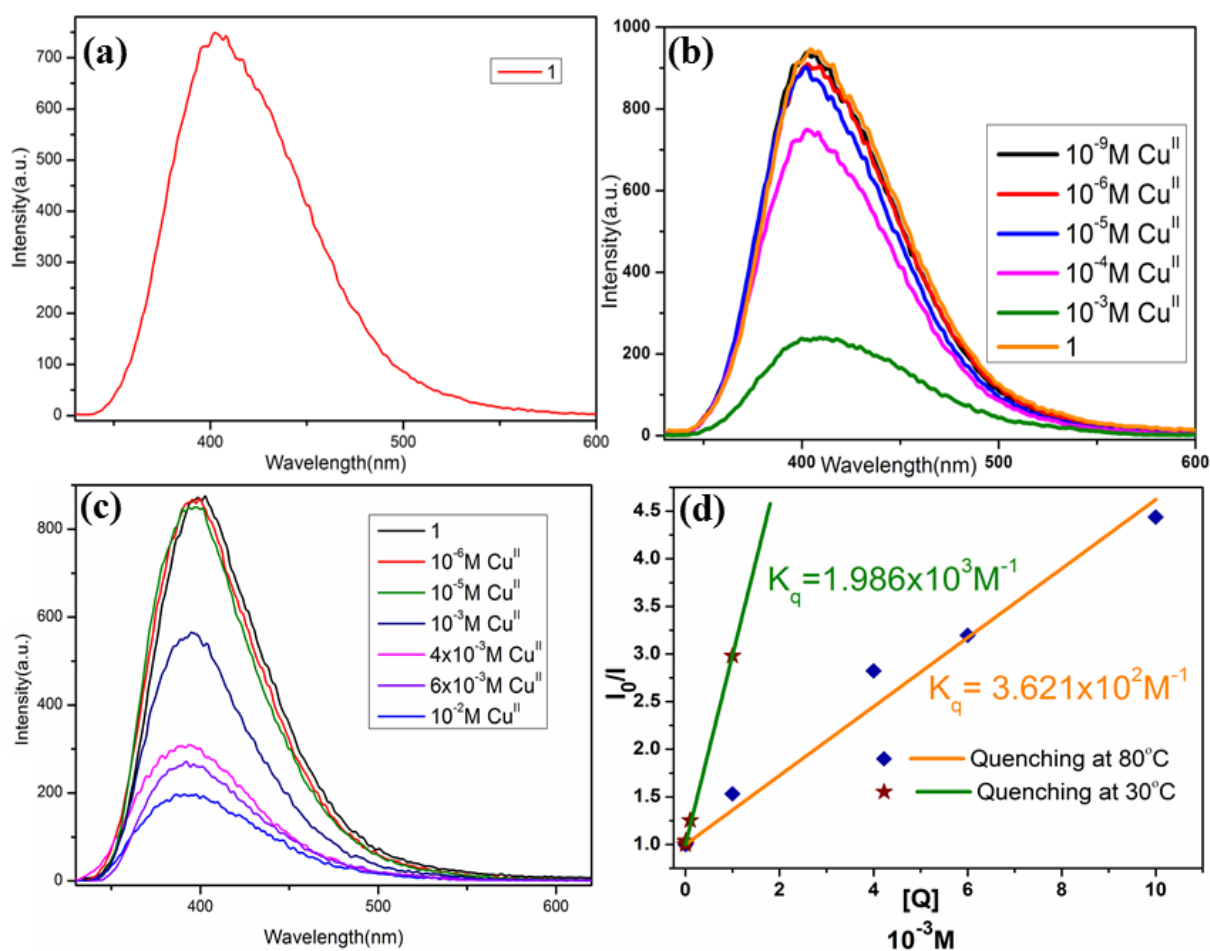 (a)
1
Intensity(a.u.)
750
700
600
500
400
300
200
100
0
400
500
600
Wavelength(nm)
(b)
1000
800
600
400
200
0
Intensity(a.u.)
10⁻⁹M Cuᴵᴵ
10⁻⁶M Cuᴵᴵ
10⁻⁵M Cuᴵᴵ
10⁻⁴M Cuᴵᴵ
10⁻³M Cuᴵᴵ
1
400
500
600
Wavelength(nm)
(c)
800
600
400
200
0
Intensity(a.u.)
1
10⁻⁶M Cuᴵᴵ
10⁻⁵M Cuᴵᴵ
10⁻³M Cuᴵᴵ
4x10⁻³M Cuᴵᴵ
6x10⁻³M Cuᴵᴵ
10⁻²M Cuᴵᴵ
400
500
600
Wavelength(nm)
(d)
4.5
4.0
3.5
3.0
2.5
2.0
1.5
1.0
I₀/I
K_q=1.986x10³M⁻¹
K_q= 3.621x10²M⁻¹
Quenching at 80°C
Quenching at 30°C
0
2
4
6
8
10
[Q]
10⁻³M